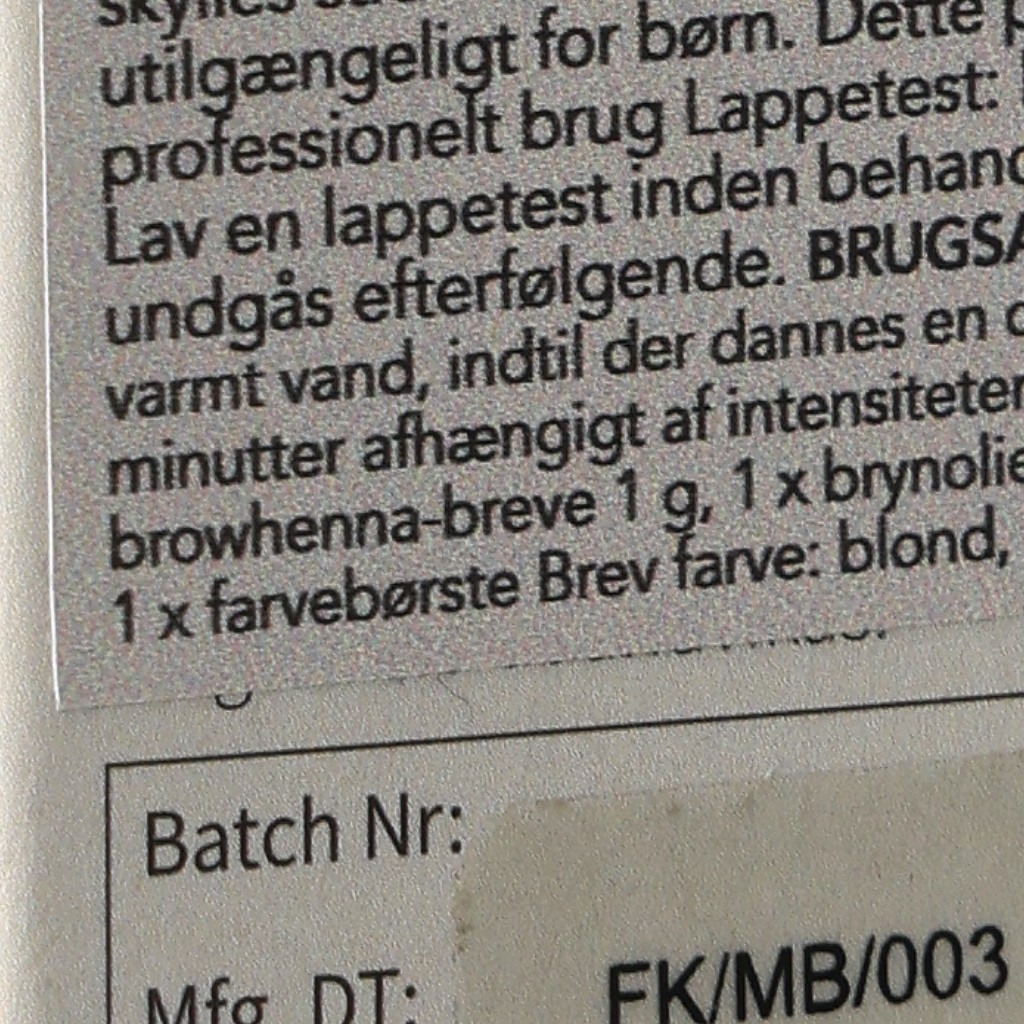 utilgængeligt for børn. Dette
professionelt brug Lappetest:
Lav en lappetest inden behand
undgås efterfølgende. BRUGSA
varmt vand, indtil der dannes en
minutter afhængigt af intensiteten
browhenna-breve 1 g, 1 x brynolie
1 x farvebørste Brev farve: blond,
Batch Nr:
Mfg. DT:
FK/MB/003